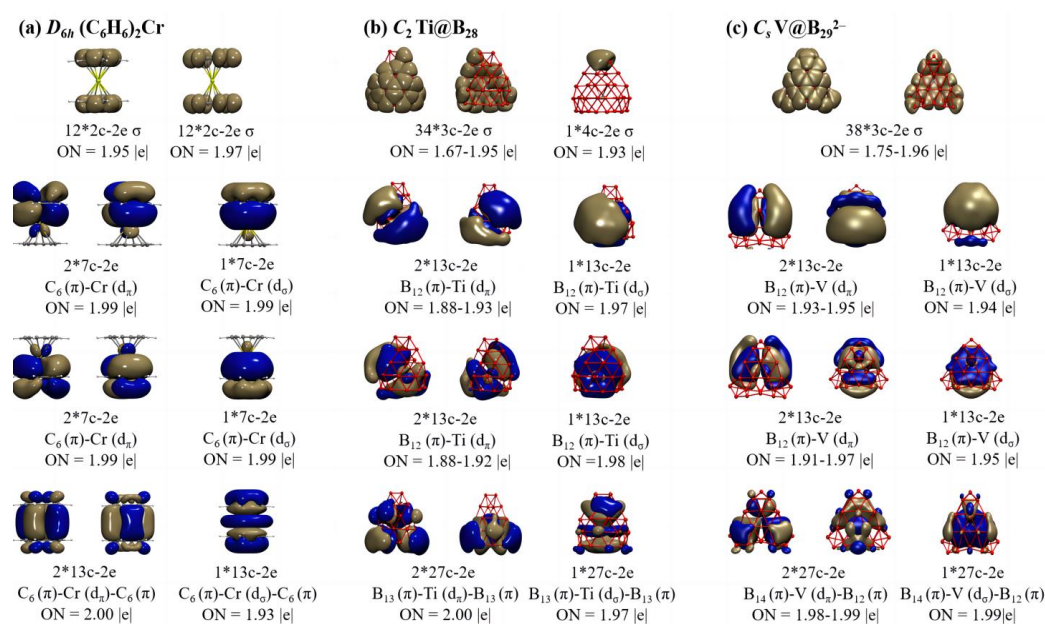 (a) D6h (C6H6)2Cr
12*2c-2e σ
ON = 1.95 |e|
12*2c-2e σ
ON = 1.97 |e|
2*7c-2e
C6(π)-Cr (dπ)
ON = 1.99 |e|
1*7c-2e
C6(π)-Cr (dσ)
ON = 1.99 |e|
2*7c-2e
C6(π)-Cr (dπ)
ON = 1.99 |e|
1*7c-2e
C6(π)-Cr (dσ)
ON = 1.99 |e|
2*13c-2e
C6(π)-Cr (dπ)-C6(π)
ON = 2.00 |e|
1*13c-2e
C6(π)-Cr (dσ)-C6(π)
ON = 1.93 |e|
(b) C2 Ti@B28
34*3c-2e σ
ON = 1.67-1.95 |e|
1*4c-2e σ
ON = 1.93 |e|
2*13c-2e
B12(π)-Ti (dπ)
ON = 1.88-1.93 |e|
1*13c-2e
B12(π)-Ti (dσ)
ON = 1.97 |e|
2*13c-2e
B12(π)-Ti (dπ)
ON = 1.88-1.92 |e|
1*13c-2e
B12(π)-Ti (dσ)
ON =1.98 |e|
2*27c-2e
B13(π)-Ti (dπ)-B13(π)
ON = 2.00 |e|
1*27c-2e
B13(π)-Ti (dσ)-B13(π)
ON = 1.97 |e|
(c) Cs V@B29²⁻
38*3c-2e σ
ON = 1.75-1.96 |e|
2*13c-2e
B12(π)-V (dπ)
ON = 1.93-1.95 |e|
1*13c-2e
B12(π)-V (dσ)
ON = 1.94 |e|
2*13c-2e
B12(π)-V (dπ)
ON = 1.91-1.97 |e|
1*13c-2e
B12(π)-V (dσ)
ON = 1.95 |e|
2*27c-2e
B14(π)-V (dπ)-B12(π)
ON = 1.98-1.99 |e|
1*27c-2e
B14(π)-V (dσ)-B12(π)
ON = 1.99 |e|